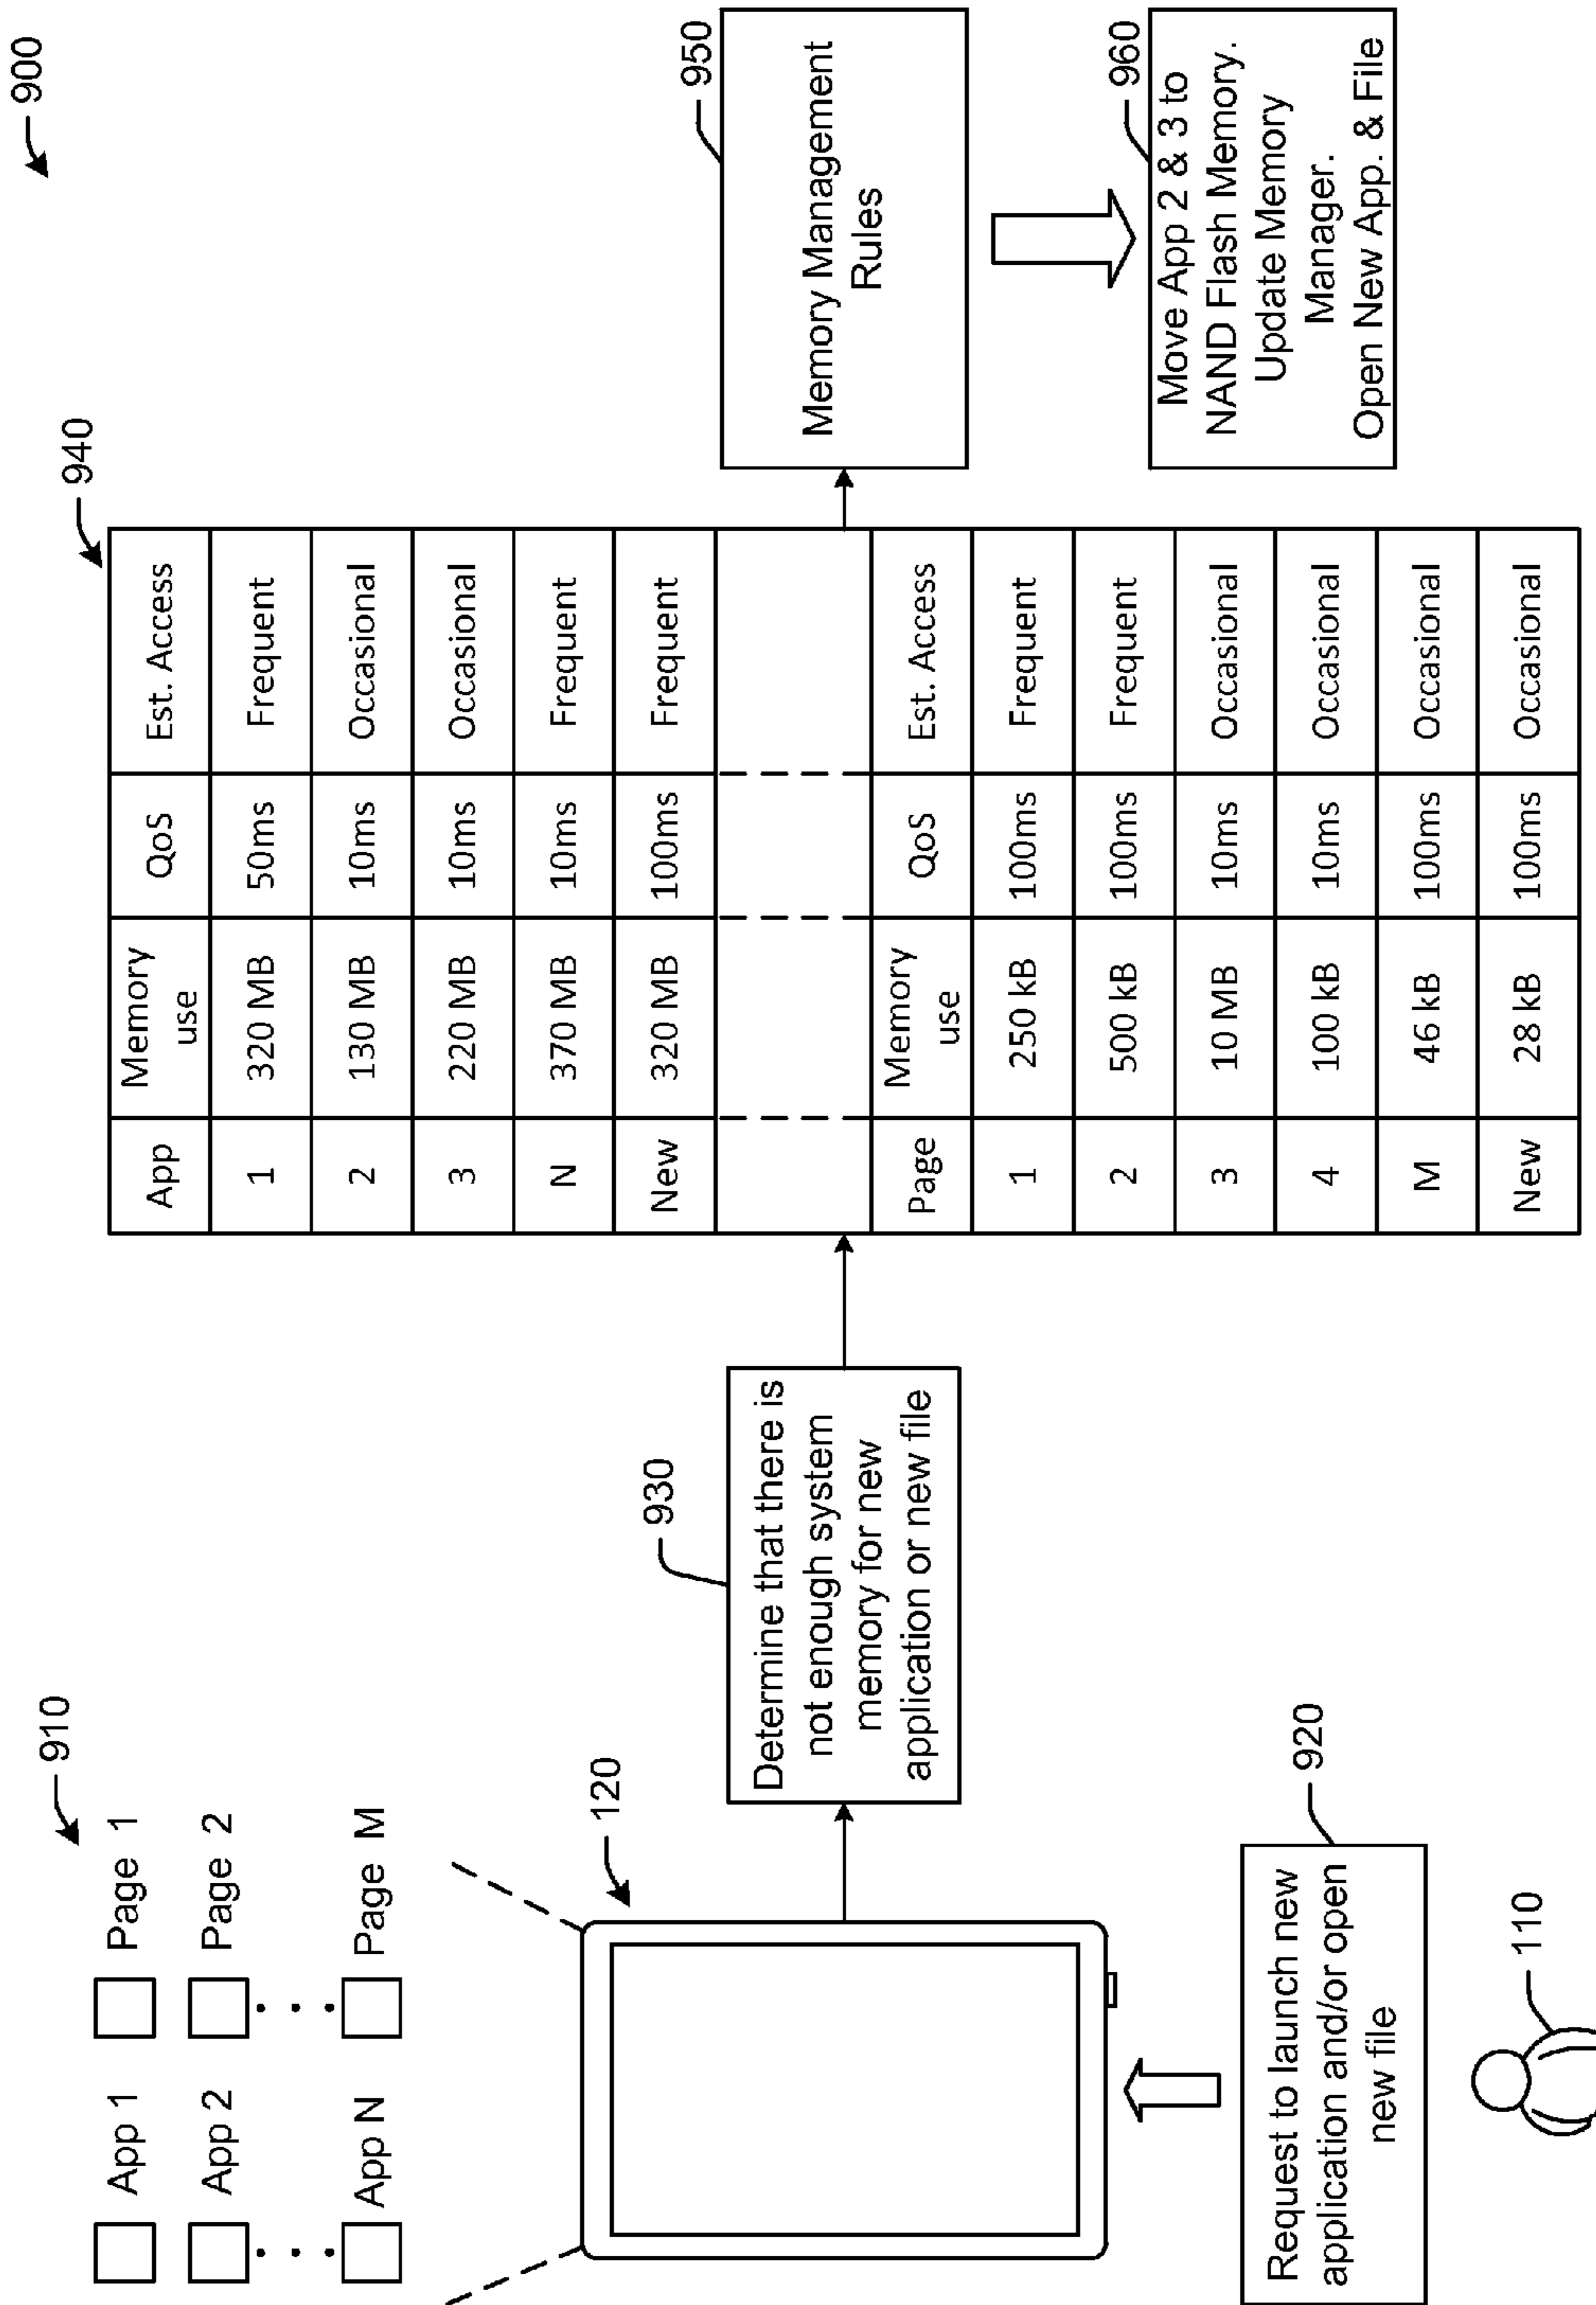 900
910
App 1 Page 1
App 2 Page 2
App N Page M
120
Request to launch new
application and/or open
new file
920
110
930
Determine that there is
not enough system
memory for new
application or new file
940
App Memory use QoS Est. Access
1 320 MB 50ms Frequent
2 130 MB 10ms Occasional
3 220 MB 10ms Occasional
N 370 MB 10ms Frequent
New 320 MB 100ms Frequent
Page Memory use QoS Est. Access
1 250 kB 100ms Frequent
2 500 kB 100ms Frequent
3 10 MB 10ms Occasional
4 100 kB 10ms Occasional
M 46 kB 100ms Occasional
New 28 kB 100ms Occasional
950
Memory Management
Rules
960
Move App 2 & 3 to
NAND Flash Memory.
Update Memory
Manager.
Open New App. & File